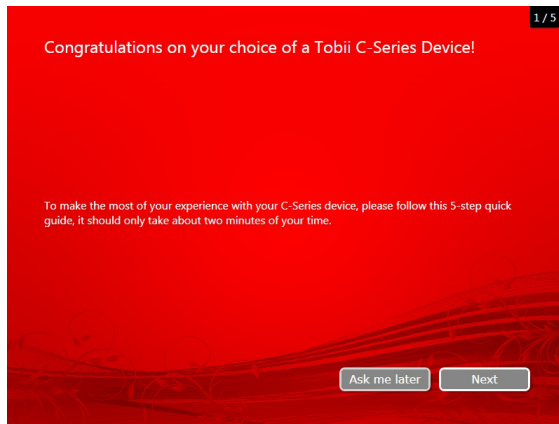 1 / 5
Congratulations on your choice of a Tobii C-Series Device!
To make the most of your experience with your C-Series device, please follow this 5-step quick
guide, it should only take about two minutes of your time.
Ask me later
Next